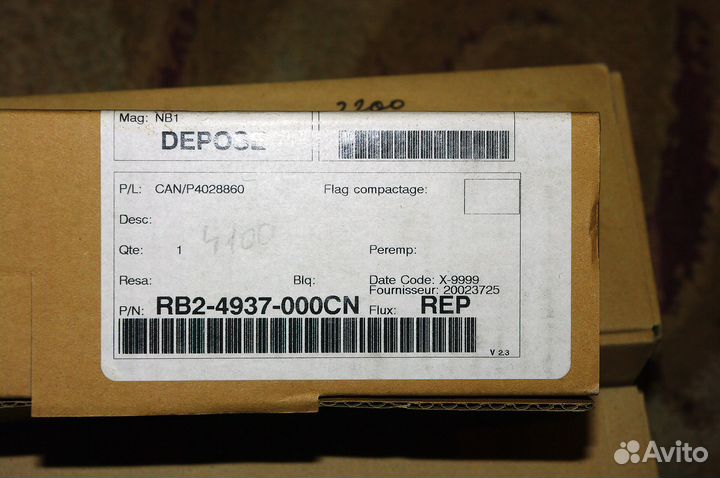 2200
Mag: NB1
DEPOSE
P/L: CAN/P4028860 Flag compactage:
Desc:
4100
Qte: 1 Peremp:
Resa: Blq: Date Code: X-9999
Fournisseur: 20023725
P/N: RB2-4937-000CN Flux: REP
V 2.3
Avito